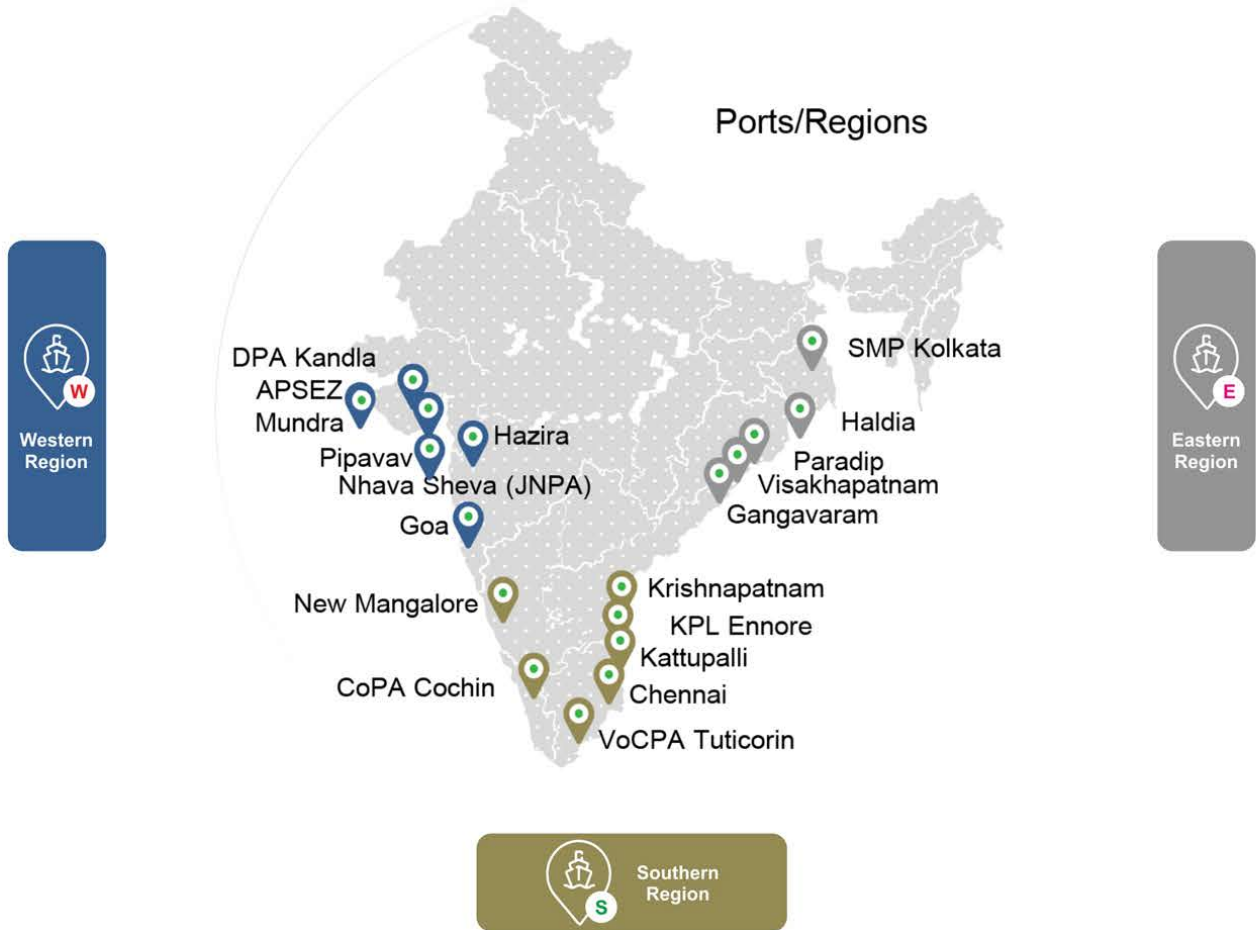 Ports/Regions
W
Western
Region
DPA Kandla
APSEZ
Mundra
Pipavav
Hazira
Nhava Sheva (JNPA)
Goa
SMP Kolkata
Haldia
Paradip
Visakhapatnam
Gangavaram
E
Eastern
Region
New Mangalore
CoPA Cochin
Krishnapatnam
KPL Ennore
Kattupalli
Chennai
VoCPA Tuticorin
S
Southern
Region